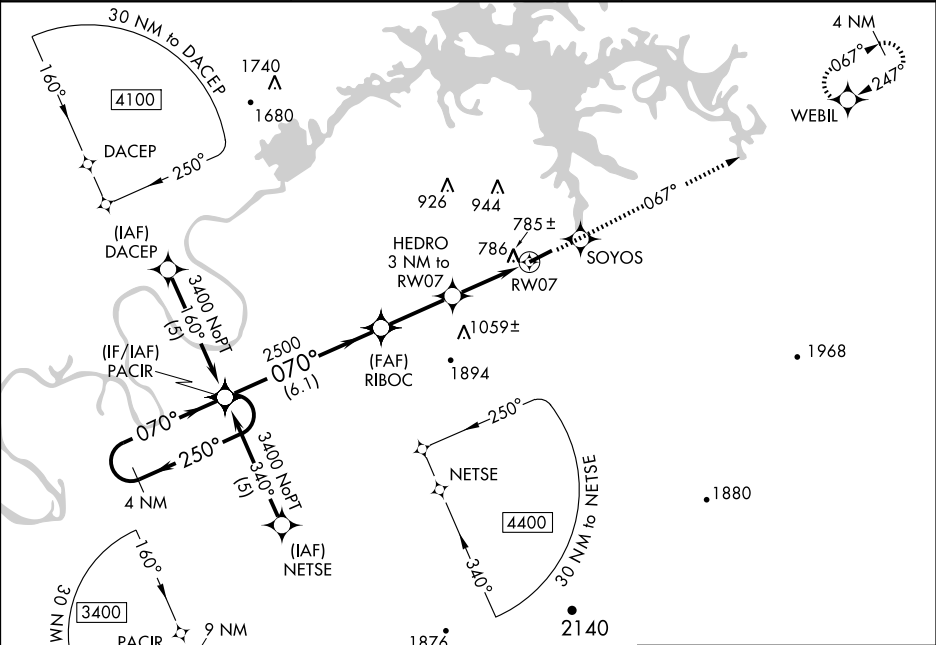 30 NM to DACEP
160°
4100
DACEP
250°
1740
1680
4 NM
067°
247°
WEBIL
926
944
785±
786
HEDRO
3 NM to
RW07
RW07
SOYOS
067°
(IAF)
DACEP
3400 NoPT
160°
(5)
(IF/IAF)
PACIR
2500
070°
(6.1)
(FAF)
RIBOC
1059±
1894
1968
070°
250°
4 NM
3400 NoPT
340°
(5)
(IAF)
NETSE
250°
NETSE
4400
340°
30 NM to NETSE
1880
160°
3400
30 NM
PACIR
9 NM
1876
2140